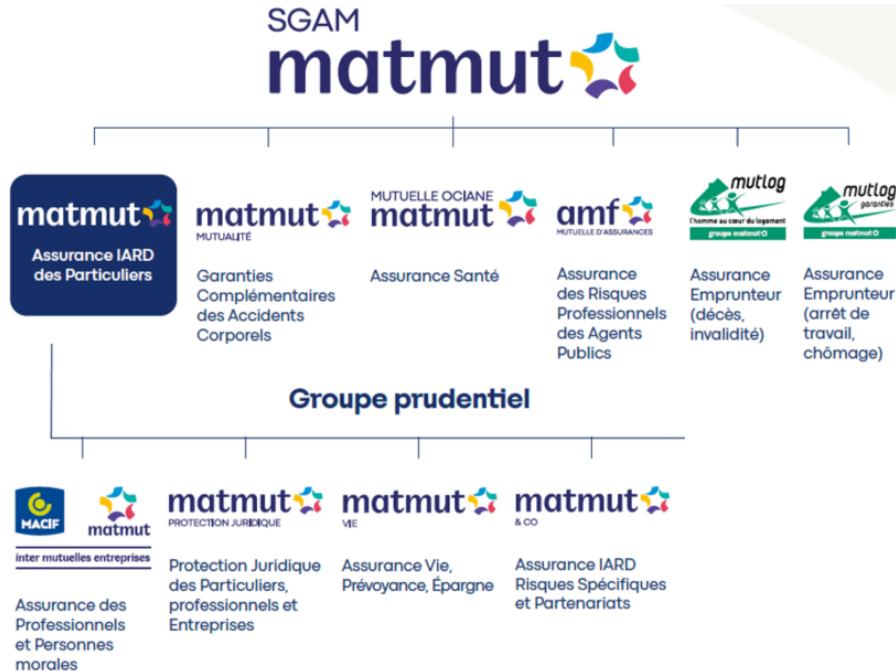 SGAM
matmut
matmut
Assurance IARD
des Particuliers
matmut
MUTUALITÉ
Garanties
Complémentaires
des Accidents
Corporels
MUTUELLE OCIANE
matmut
Assurance Santé
amf
MUTUELLE D'ASSURANCES
Assurance
des Risques
Professionnels
des Agents
Publics
mutlog
l'homme au cœur du logement
groupe matmut
Assurance
Emprunteur
(décès,
invalidité)
mutlog
garanties
groupe matmut
Assurance
Emprunteur
(arrêt de
travail,
chômage)
Groupe prudentiel
MACIF
matmut
inter mutuelles entreprises
Assurance des
Professionnels
et Personnes
morales
matmut
PROTECTION JURIDIQUE
Protection Juridique
des Particuliers,
professionnels et
Entreprises
matmut
VIE
Assurance Vie,
Prévoyance, Épargne
matmut
& CO
Assurance IARD
Risques Spécifiques
et Partenariats